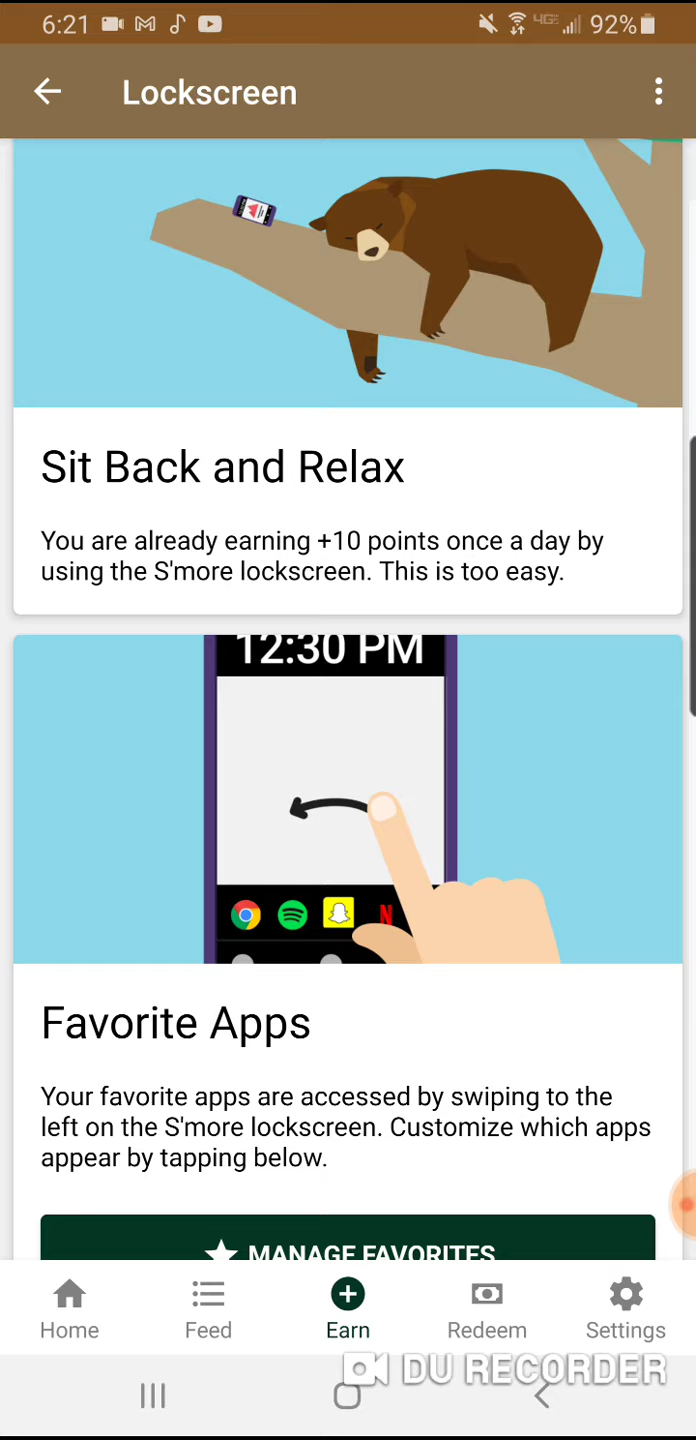 6:21 4GE 92%
Lockscreen
Sit Back and Relax
You are already earning +10 points once a day by
using the S'more lockscreen. This is too easy.
12:30 PM
N
Favorite Apps
Your favorite apps are accessed by swiping to the
left on the S'more lockscreen. Customize which apps
appear by tapping below.
MANAGE FAVORITES
Home Feed Earn Redeem Settings
DU RECORDER